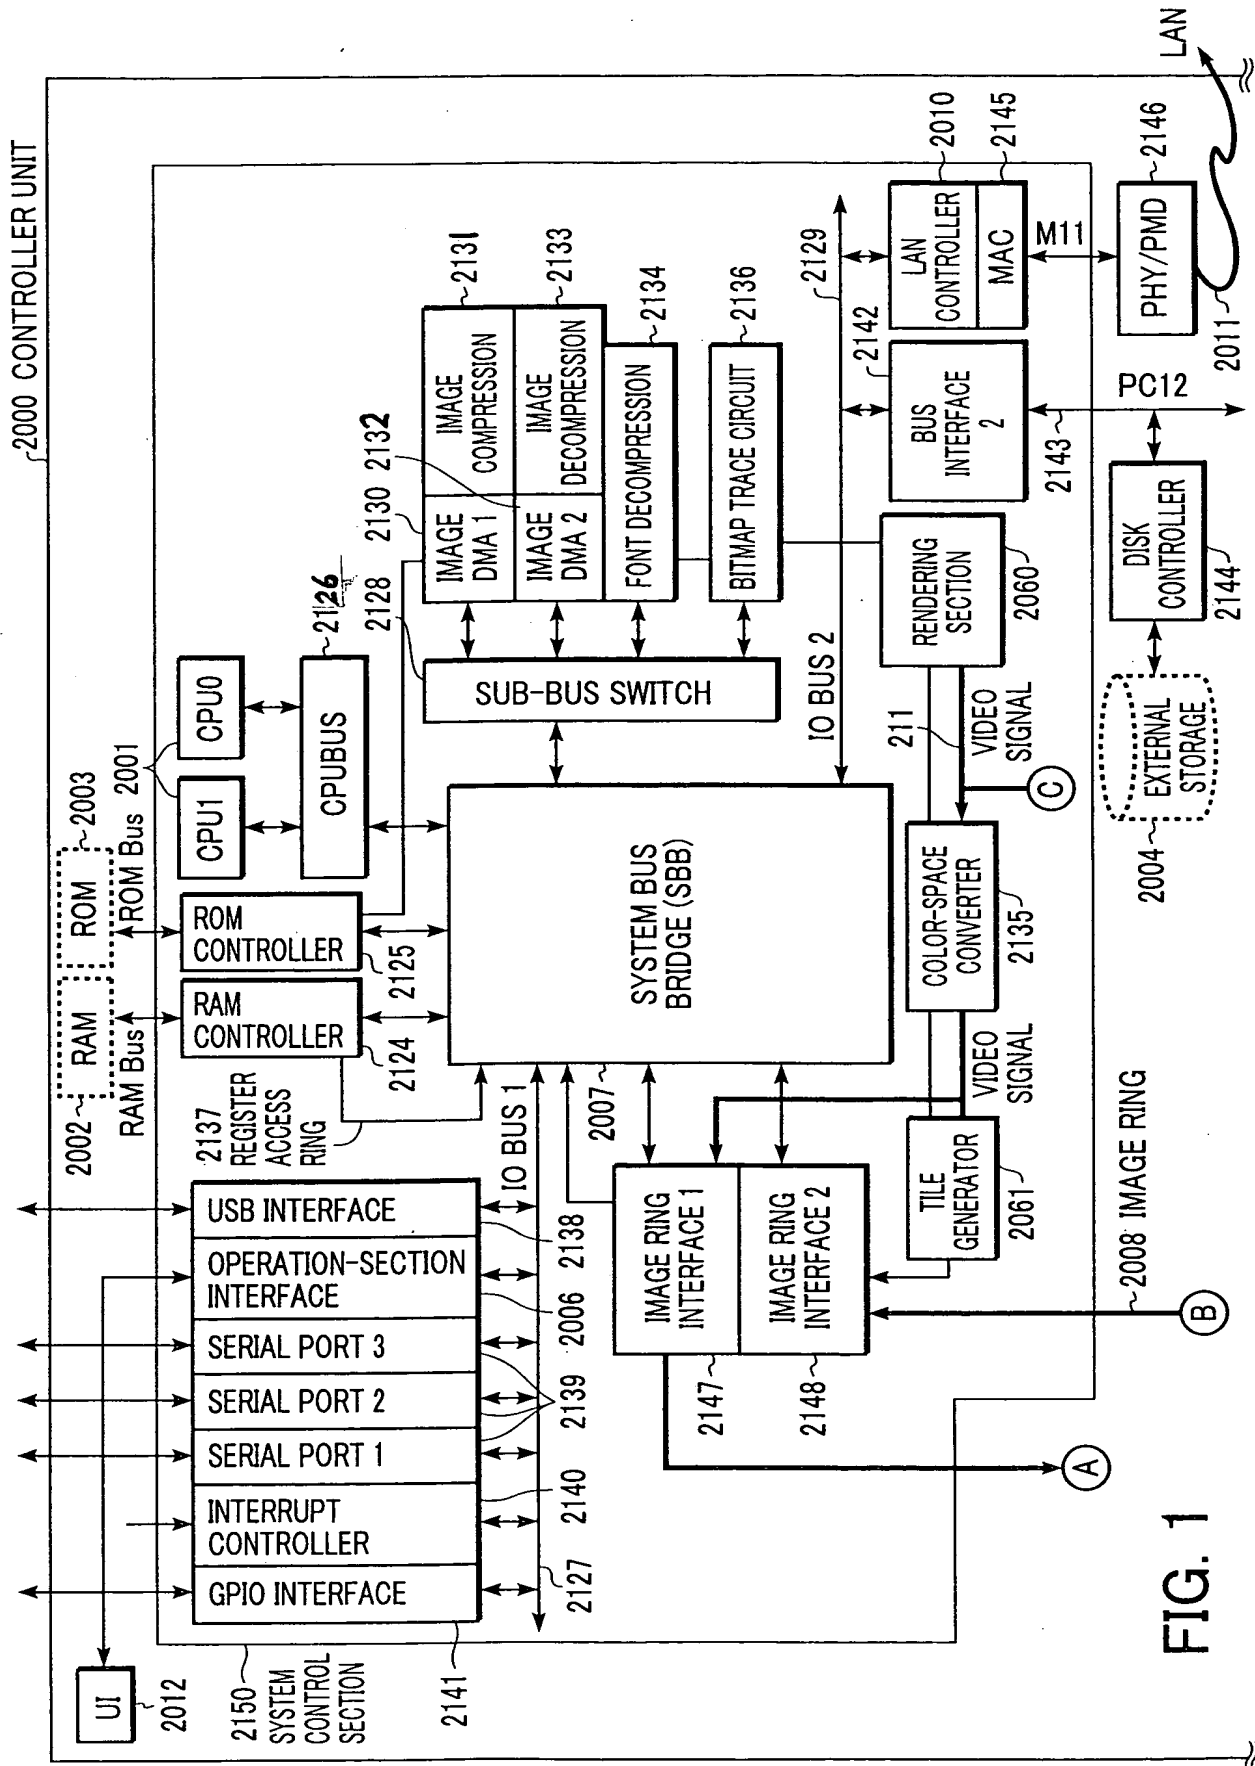 2000 CONTROLLER UNIT
LAN
2002
RAM
RAM Bus
2003
ROM
ROM Bus
2001
CPU1
CPU0
CPUBUS
2126
ROM
CONTROLLER
2125
RAM
CONTROLLER
2124
2137
REGISTER
ACCESS
RING
UI
2012
2150
SYSTEM
CONTROL
SECTION
USB INTERFACE
2138
OPERATION-SECTION
INTERFACE
2006
SERIAL PORT 3
SERIAL PORT 2
SERIAL PORT 1
2139
INTERRUPT
CONTROLLER
2140
GPIO INTERFACE
2141
2127
IO BUS 1
2007
SYSTEM BUS
BRIDGE (SBB)
2128
SUB-BUS SWITCH
2130
IMAGE
DMA 1
IMAGE
COMPRESSION
2131
2132
IMAGE
DMA 2
IMAGE
DECOMPRESSION
2133
FONT DECOMPRESSION
2134
BITMAP TRACE CIRCUIT
2136
IO BUS 2
2129
LAN
CONTROLLER
2010
MAC
2145
M11
PHY/PMD
2146
2011
2142
BUS
INTERFACE
2
2143
PC12
DISK
CONTROLLER
2144
EXTERNAL
STORAGE
2004
RENDERING
SECTION
2060
211
VIDEO
SIGNAL
C
COLOR-SPACE
CONVERTER
2135
VIDEO
SIGNAL
TILE
GENERATOR
2061
IMAGE RING
INTERFACE 1
2147
IMAGE RING
INTERFACE 2
2148
2008 IMAGE RING
B
A
FIG. 1